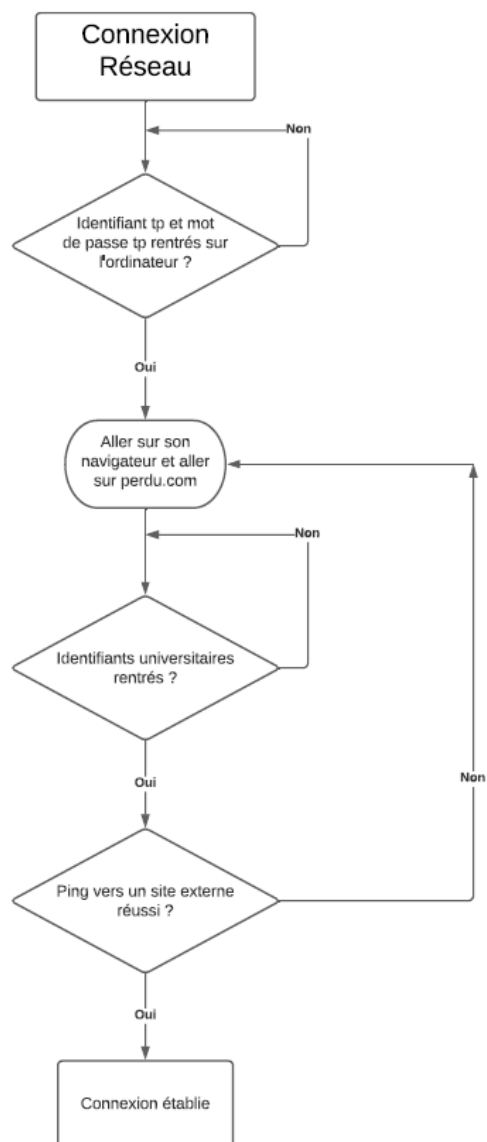 Connexion
Réseau
Non
Identifiant tp et mot
de passe tp rentrés sur
l'ordinateur ?
Oui
Aller sur son
navigateur et aller
sur perdu.com
Non
Identifiants universitaires
rentrés ?
Oui
Non
Ping vers un site externe
réussi ?
Oui
Connexion établie